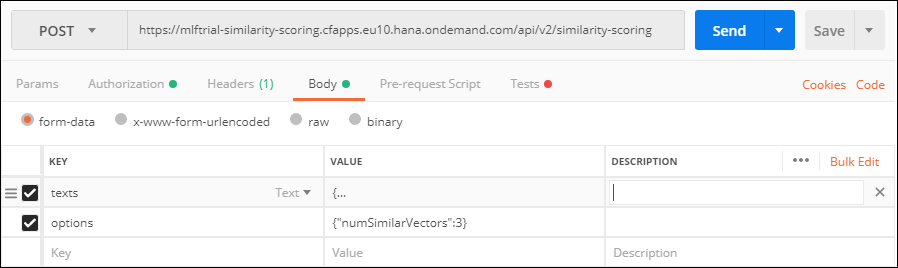 POST https://mlftrial-similarity-scoring.cfapps.eu10.hana.ondemand.com/api/v2/similarity-scoring Send Save
Params Authorization Headers (1) Body Pre-request Script Tests Cookies Code
form-data x-www-form-urlencoded raw binary
KEY VALUE DESCRIPTION ••• Bulk Edit
texts Text {...
options {"numSimilarVectors":3}
Key Value Description